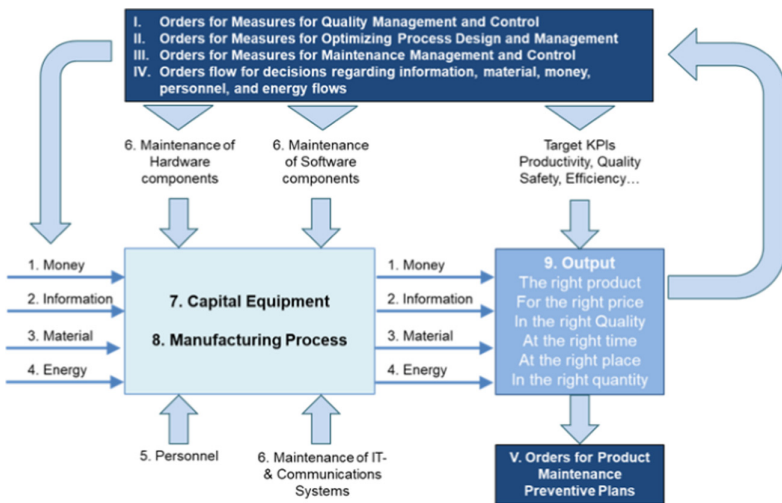 I. Orders for Measures for Quality Management and Control
II. Orders for Measures for Optimizing Process Design and Management
III. Orders for Measures for Maintenance Management and Control
IV. Orders flow for decisions regarding information, material, money,
personnel, and energy flows
6. Maintenance of
Hardware
components
6. Maintenance
of Software
components
Target KPIs
Productivity, Quality
Safety, Efficiency…
1. Money
2. Information
3. Material
4. Energy
7. Capital Equipment
8. Manufacturing Process
1. Money
2. Information
3. Material
4. Energy
9. Output
The right product
For the right price
In the right Quality
At the right time
At the right place
In the right quantity
5. Personnel
6. Maintenance of IT-
& Communications
Systems
V. Orders for Product
Maintenance
Preventive Plans